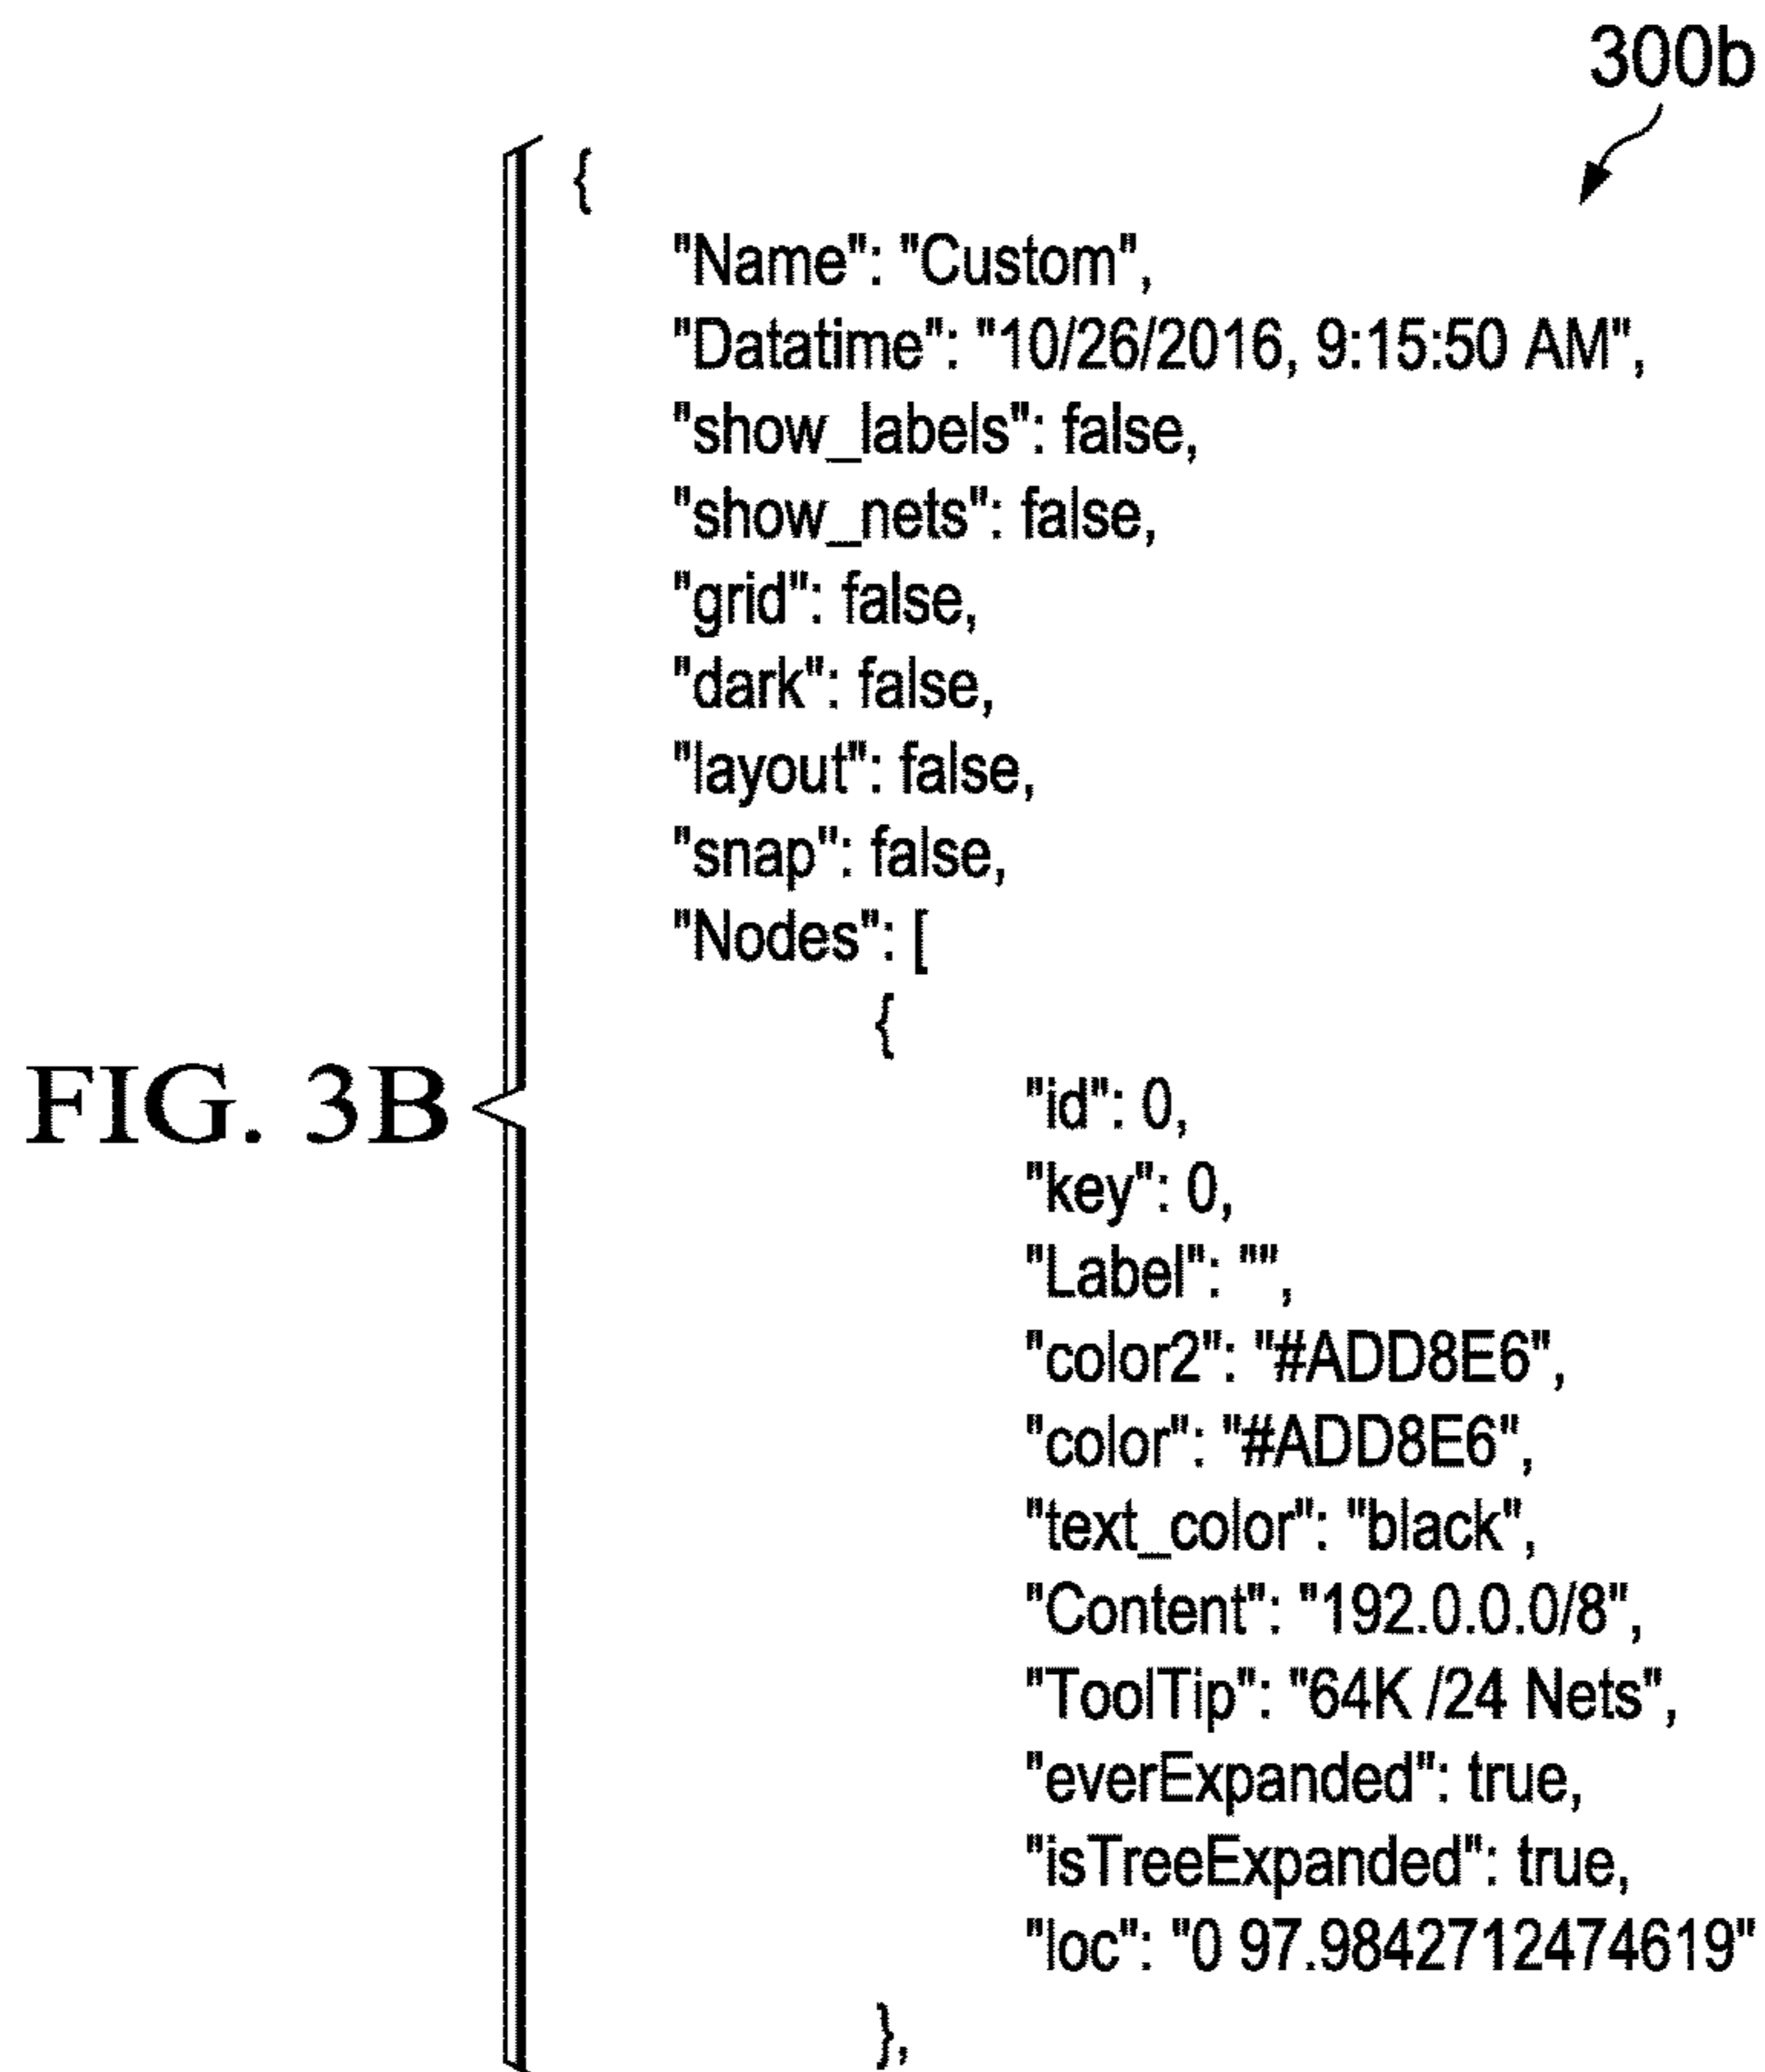 300b
{
"Name": "Custom",
"Datatime": "10/26/2016, 9:15:50 AM",
"show_labels": false,
"show_nets": false,
"grid": false,
"dark": false,
"layout": false,
"snap": false,
"Nodes": [
{
FIG. 3B
"id": 0,
"key": 0,
"Label": "",
"color2": "#ADD8E6",
"color": "#ADD8E6",
"text_color": "black",
"Content": "192.0.0.0/8",
"ToolTip": "64K /24 Nets",
"everExpanded": true,
"isTreeExpanded": true,
"loc": "0 97.9842712474619"
},